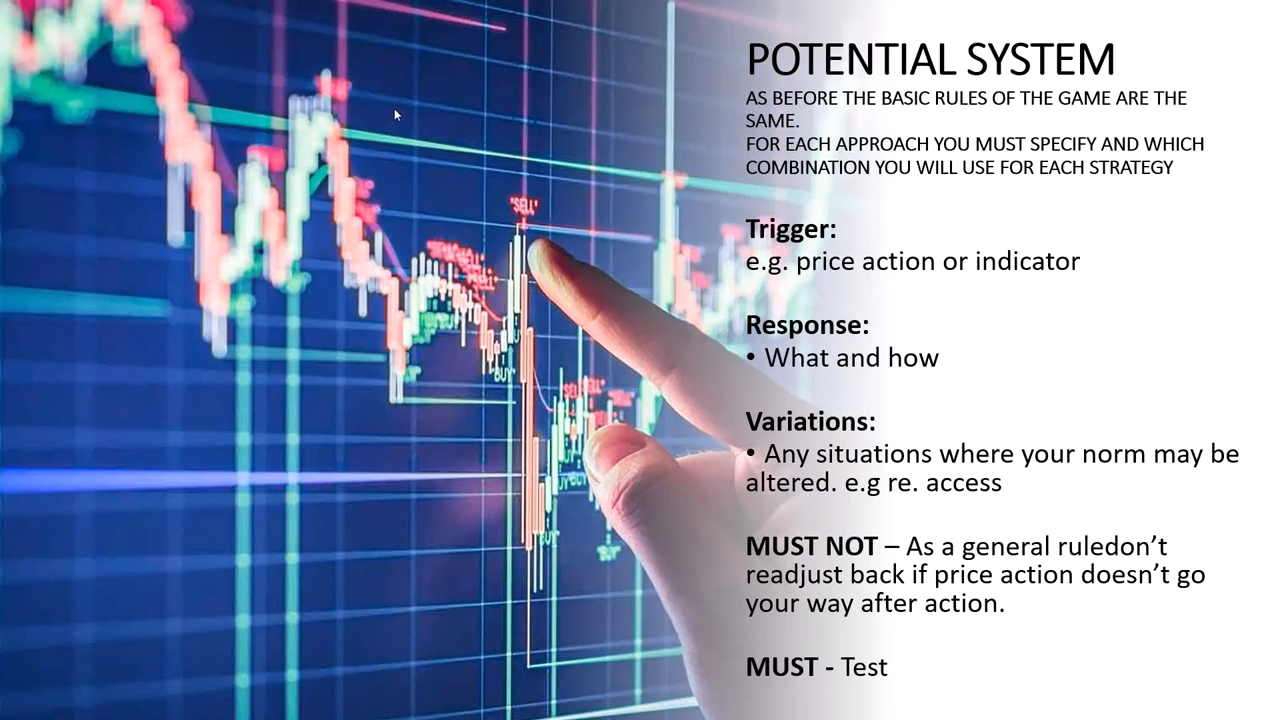 POTENTIAL SYSTEM
AS BEFORE THE BASIC RULES OF THE GAME ARE THE
SAME.
FOR EACH APPROACH YOU MUST SPECIFY AND WHICH
COMBINATION YOU WILL USE FOR EACH STRATEGY
Trigger:
e.g. price action or indicator
Response:
• What and how
Variations:
• Any situations where your norm may be
altered. e.g re. access
MUST NOT – As a general ruledon’t
readjust back if price action doesn’t go
your way after action.
MUST - Test
"SELL"
"BUY"
"BUY"
"BUY"